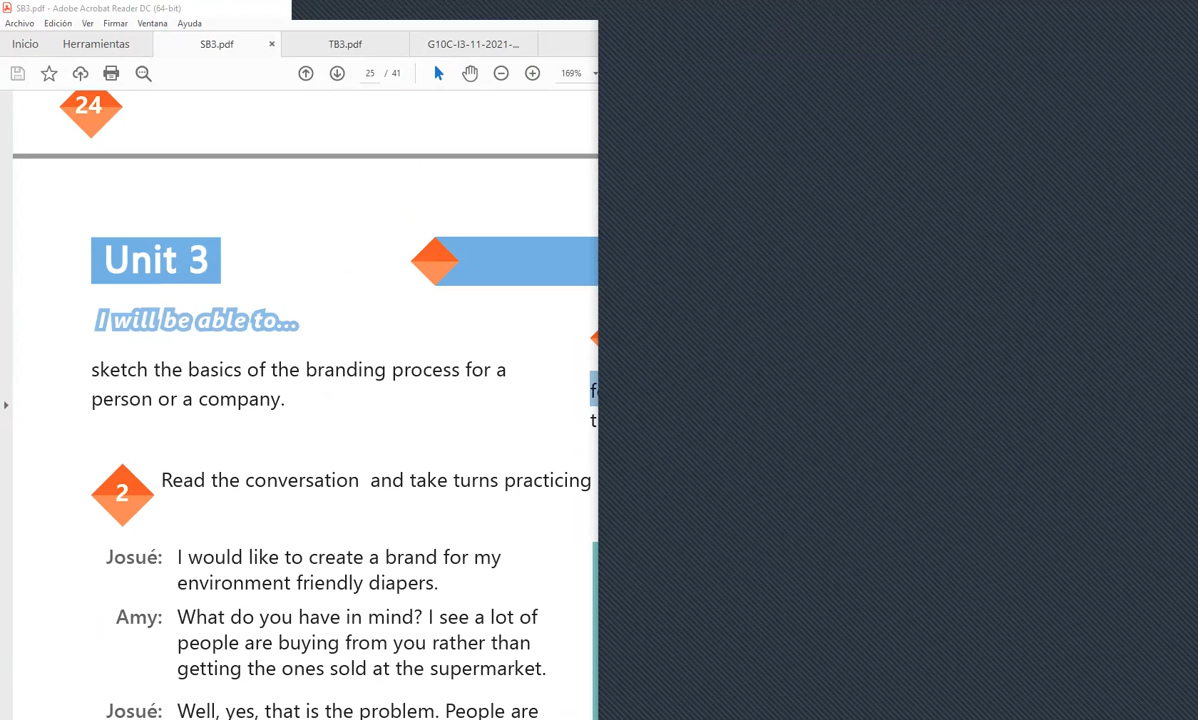 SB3.pdf - Adobe Acrobat Reader DC (64-bit)
Archivo Edición Ver Firmar Ventana Ayuda
Inicio Herramientas SB3.pdf × TB3.pdf G10C-I3-11-2021-...
25 / 41 169%
24
Unit 3
I will be able to...
sketch the basics of the branding process for a
person or a company.
2 Read the conversation and take turns practicing
Josué: I would like to create a brand for my
environment friendly diapers.
Amy: What do you have in mind? I see a lot of
people are buying from you rather than
getting the ones sold at the supermarket.
Josué: Well, yes, that is the problem. People are